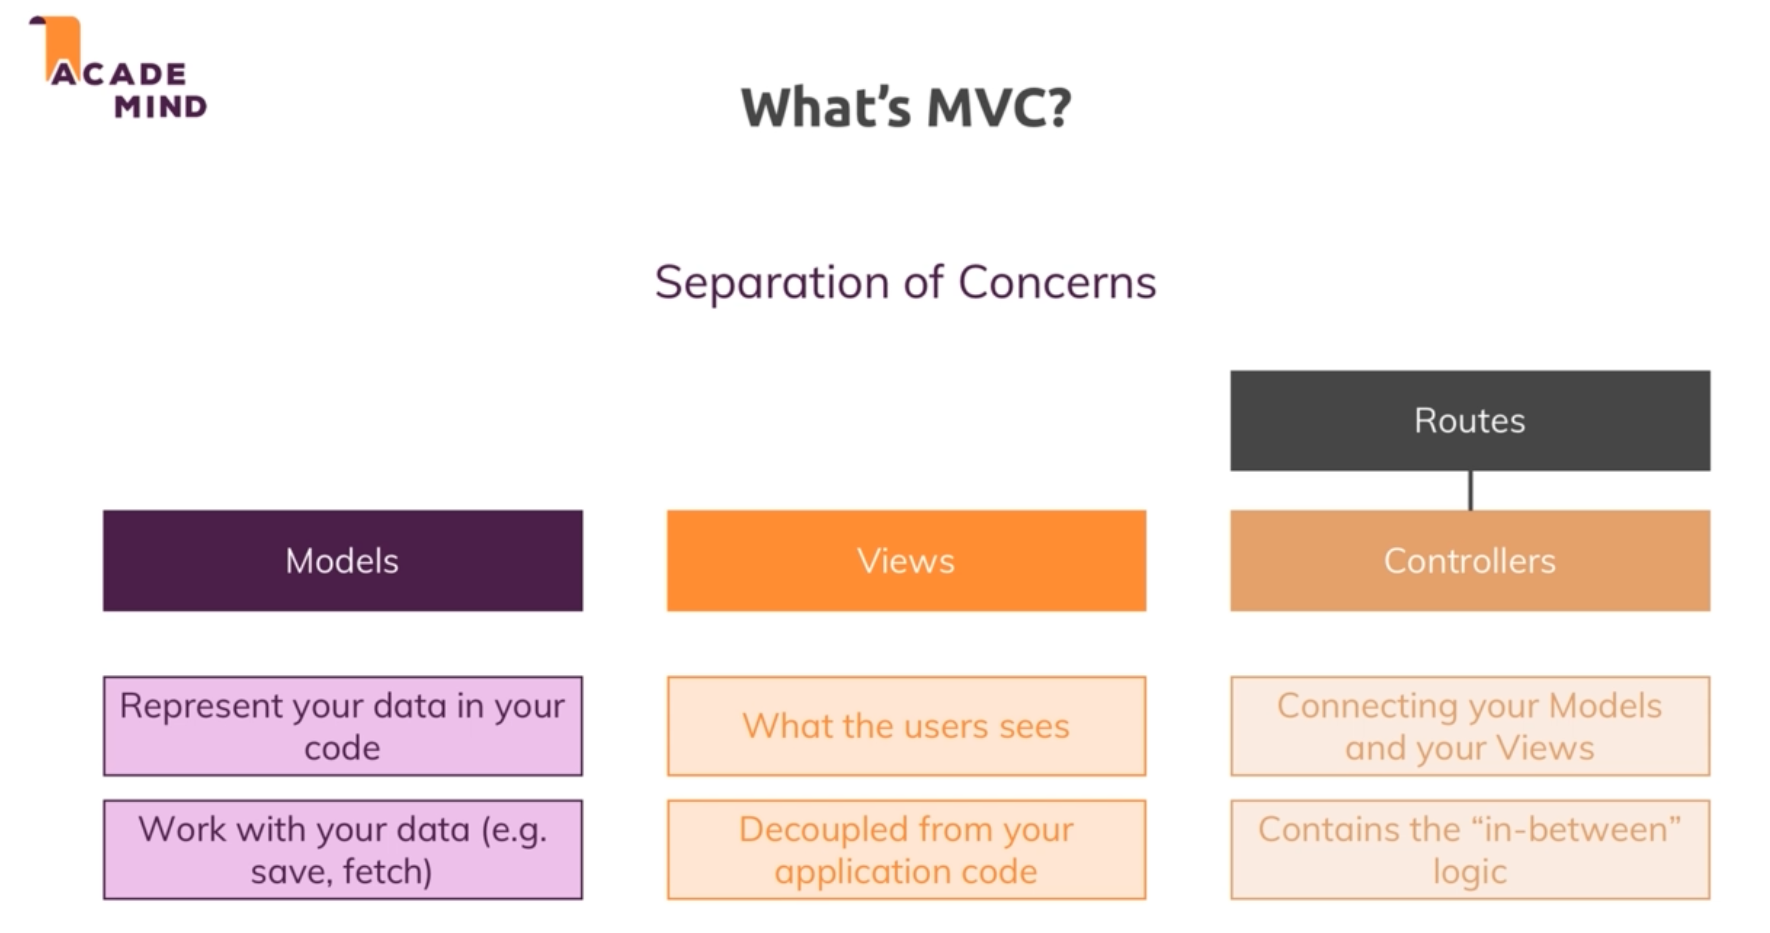 ACADE
MIND
What's MVC?
Separation of Concerns
Routes
Models
Views
Controllers
Represent your data in your
code
What the users sees
Connecting your Models
and your Views
Work with your data (e.g.
save, fetch)
Decoupled from your
application code
Contains the “in-between”
logic